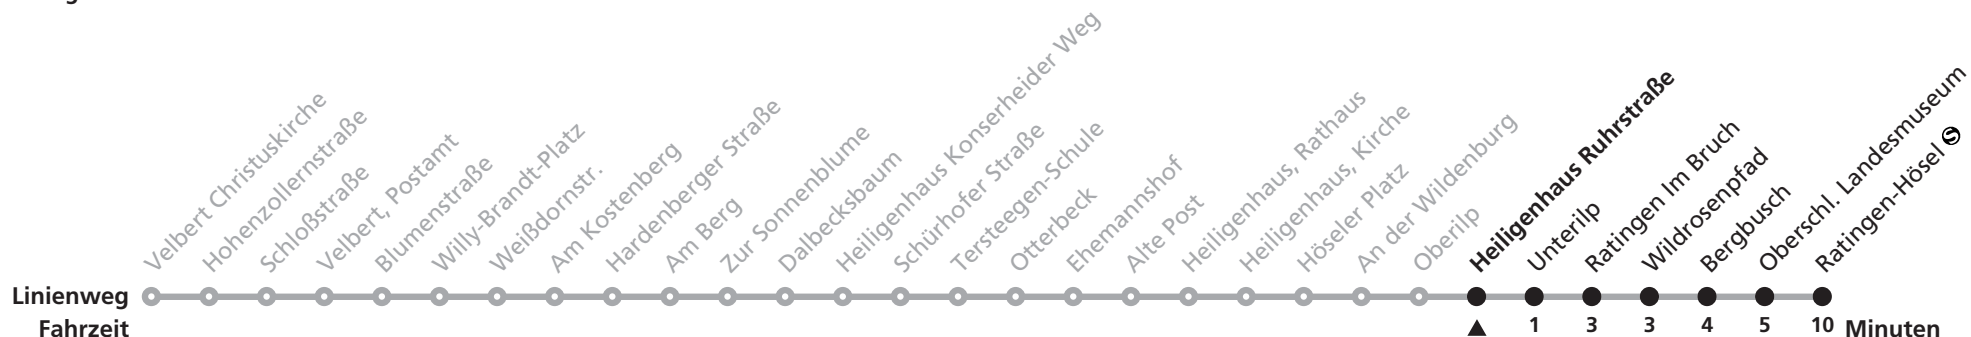 Velbert Christuskirche
Hohenzollernstraße
Schloßstraße
Velbert, Postamt
Blumenstraße
Willy-Brandt-Platz
Weißdornstr.
Am Kostenberg
Hardenberger Straße
Am Berg
Zur Sonnenblume
Dalbecksbaum
Heiligenhaus Konserheider Weg
Schürhofer Straße
Tersteegen-Schule
Otterbeck
Ehemannshof
Alte Post
Heiligenhaus, Rathaus
Heiligenhaus, Kirche
Höseler Platz
An der Wildenburg
Oberilp
Heiligenhaus Ruhrstraße
Unterilp
Ratingen Im Bruch
Wildrosenpfad
Bergbusch
Oberschl. Landesmuseum
Ratingen-Hösel S
Linienweg
Fahrzeit ▲ 1 3 3 4 5 10 Minuten